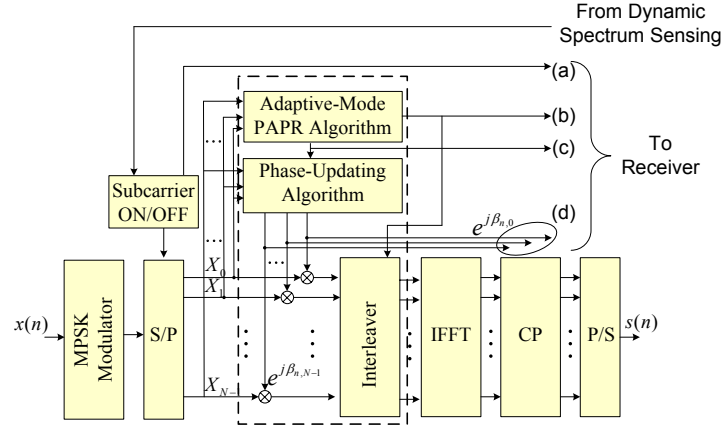 From Dynamic
Spectrum Sensing
(a)
Adaptive-Mode
PAPR Algorithm
(b)
...
(c)
To
Receiver
Phase-Updating
Algorithm
Subcarrier
ON/OFF
(d)
e^{jβ_{n,0}}
...
...
X_0
X_1
x(n)
MPSK
Modulator
S/P
Interleaver
IFFT
CP
P/S
s(n)
e^{jβ_{n,N-1}}
X_{N-}